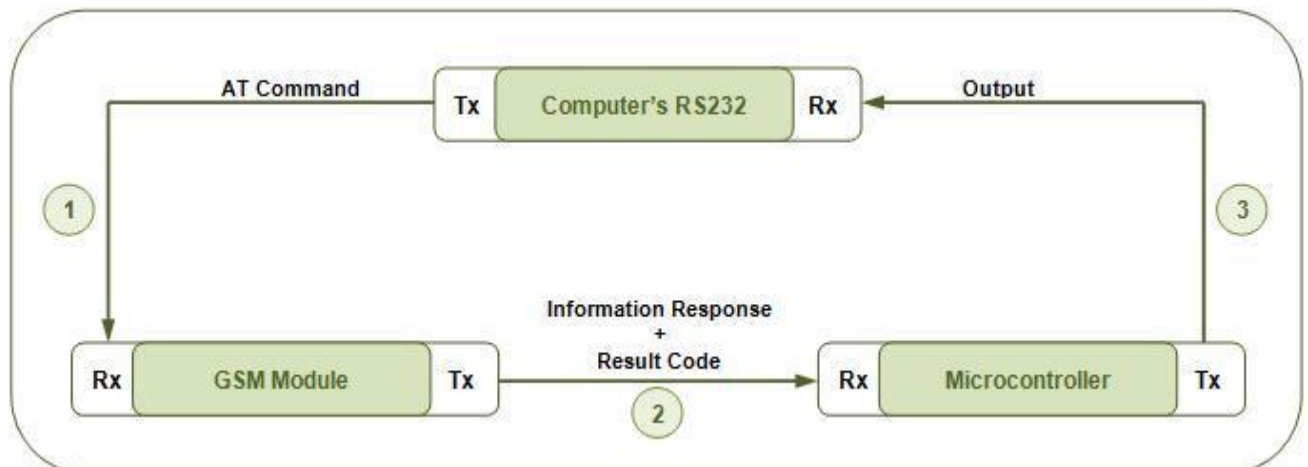 AT Command
Output
Tx
Computer's RS232
Rx
1
3
Information Response
+
Result Code
Rx
GSM Module
Tx
2
Rx
Microcontroller
Tx